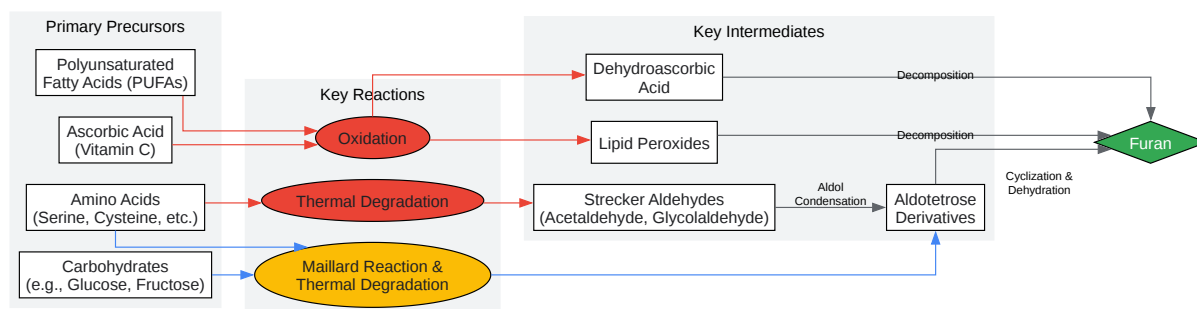 Primary Precursors
Key Intermediates
Key Reactions
Polyunsaturated
Fatty Acids (PUFAs)
Ascorbic Acid
(Vitamin C)
Amino Acids
(Serine, Cysteine, etc.)
Carbohydrates
(e.g., Glucose, Fructose)
Oxidation
Thermal Degradation
Maillard Reaction &
Thermal Degradation
Dehydroascorbic
Acid
Lipid Peroxides
Strecker Aldehydes
(Acetaldehyde, Glycolaldehyde)
Aldol
Condensation
Aldotetrose
Derivatives
Decomposition
Decomposition
Cyclization &
Dehydration
Furan